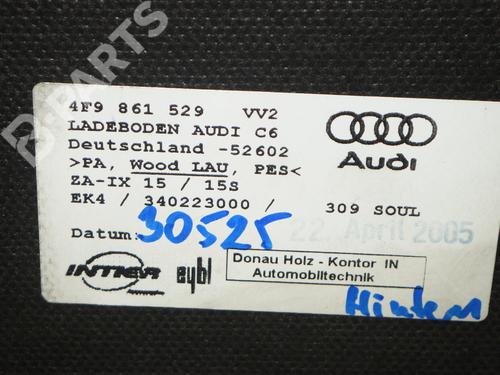 4F9 861 529 VV2
LADEBODEN AUDI C6
Deutschland -52602
>PA, Wood LAU, PES<
ZA-IX 15 / 15s
EK4 / 340223000 / 309 SOUL
Audi
Datum: 30525 22. April 2005
INTIER eybl
Donau Holz - Kontor IN
Automobiltechnik
Hintern
B-PARTS